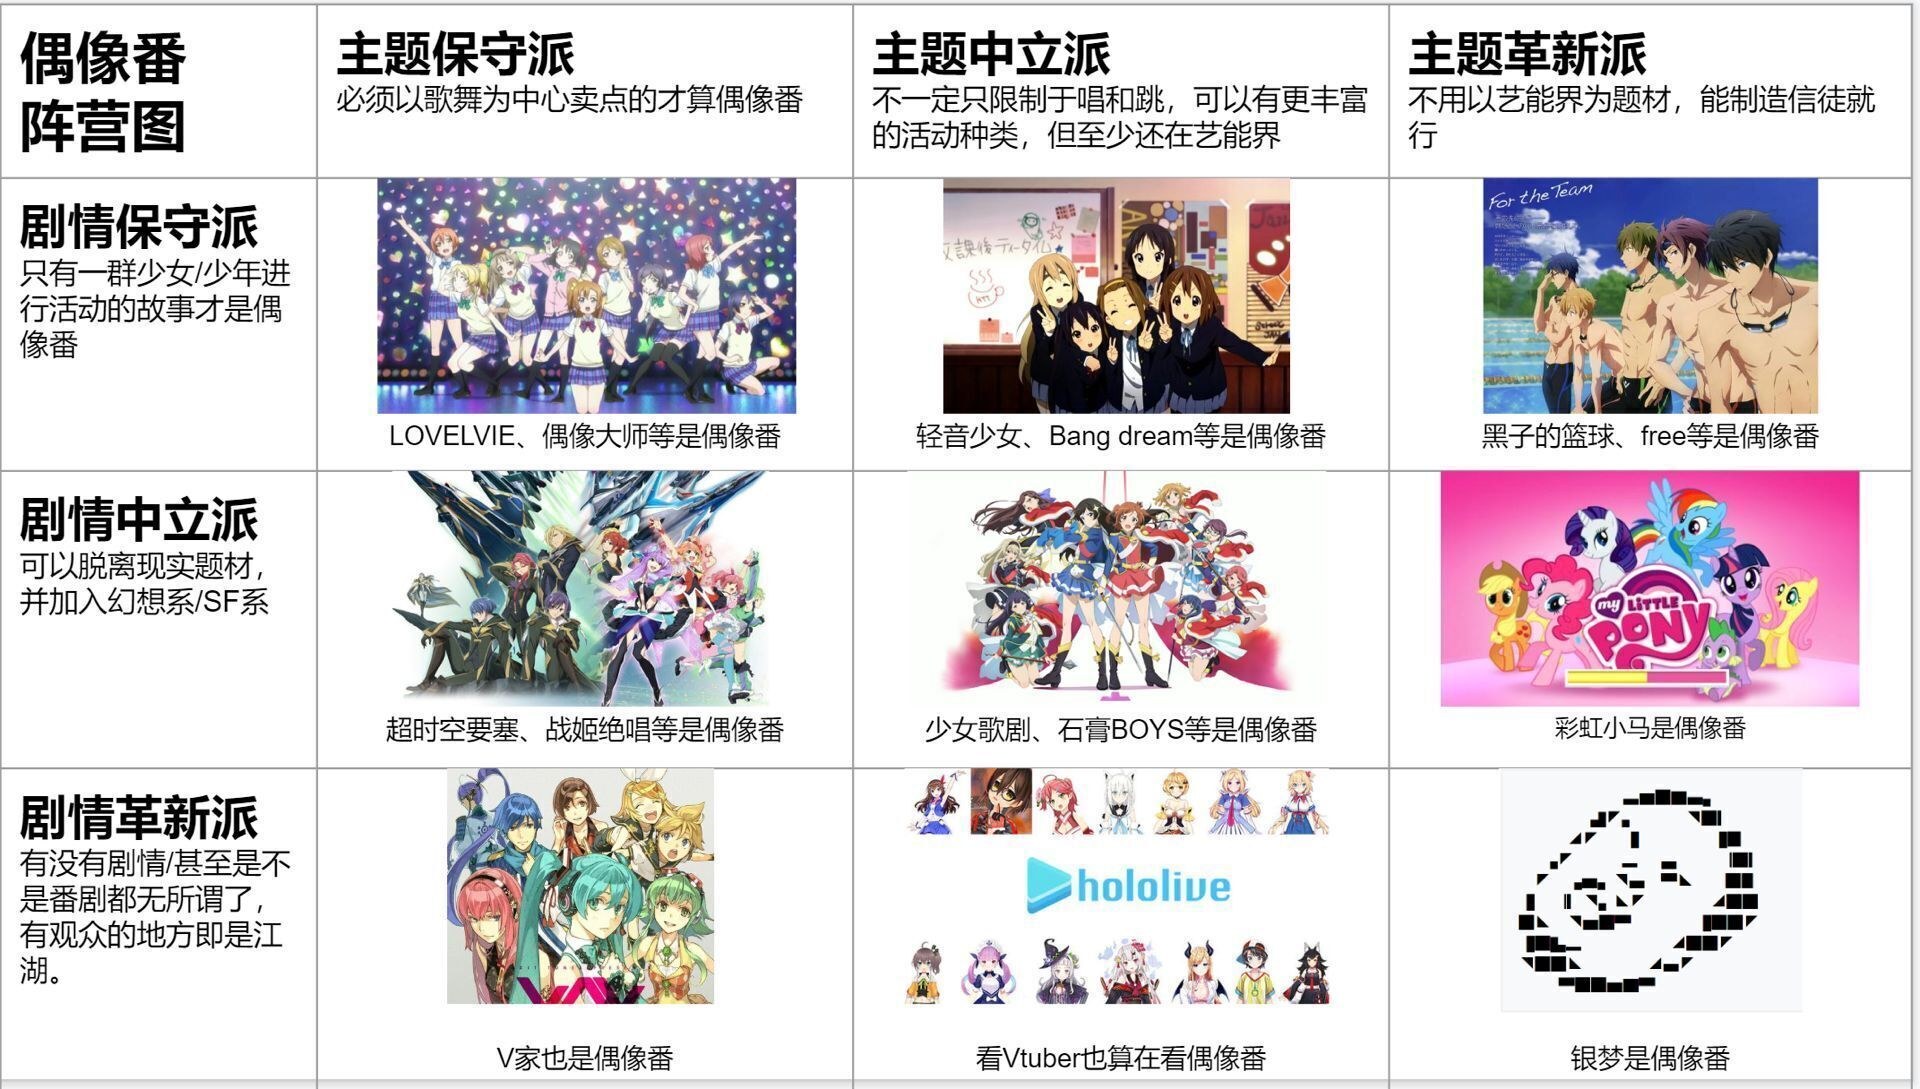 偶像番
阵营图
主题保守派
必须以歌舞为中心卖点的才算偶像番
主题中立派
不一定只限制于唱和跳，可以有更丰富
的活动种类，但至少还在艺能界
主题革新派
不用以艺能界为题材，能制造信徒就
行
剧情保守派
只有一群少女/少年进
行活动的故事才是偶
像番
LOVELVIE、偶像大师等是偶像番
放課後ティータイム
轻音少女、Bang dream等是偶像番
For the Team
黑子的篮球、free等是偶像番
剧情中立派
可以脱离现实题材，
并加入幻想系/SF系
超时空要塞、战姬绝唱等是偶像番
少女歌剧、石膏BOYS等是偶像番
my LITTLE
PONY
彩虹小马是偶像番
剧情革新派
有没有剧情/甚至是不
是番剧都无所谓了，
有观众的地方即是江
湖。
V家也是偶像番
hololive
看Vtuber也算在看偶像番
银梦是偶像番